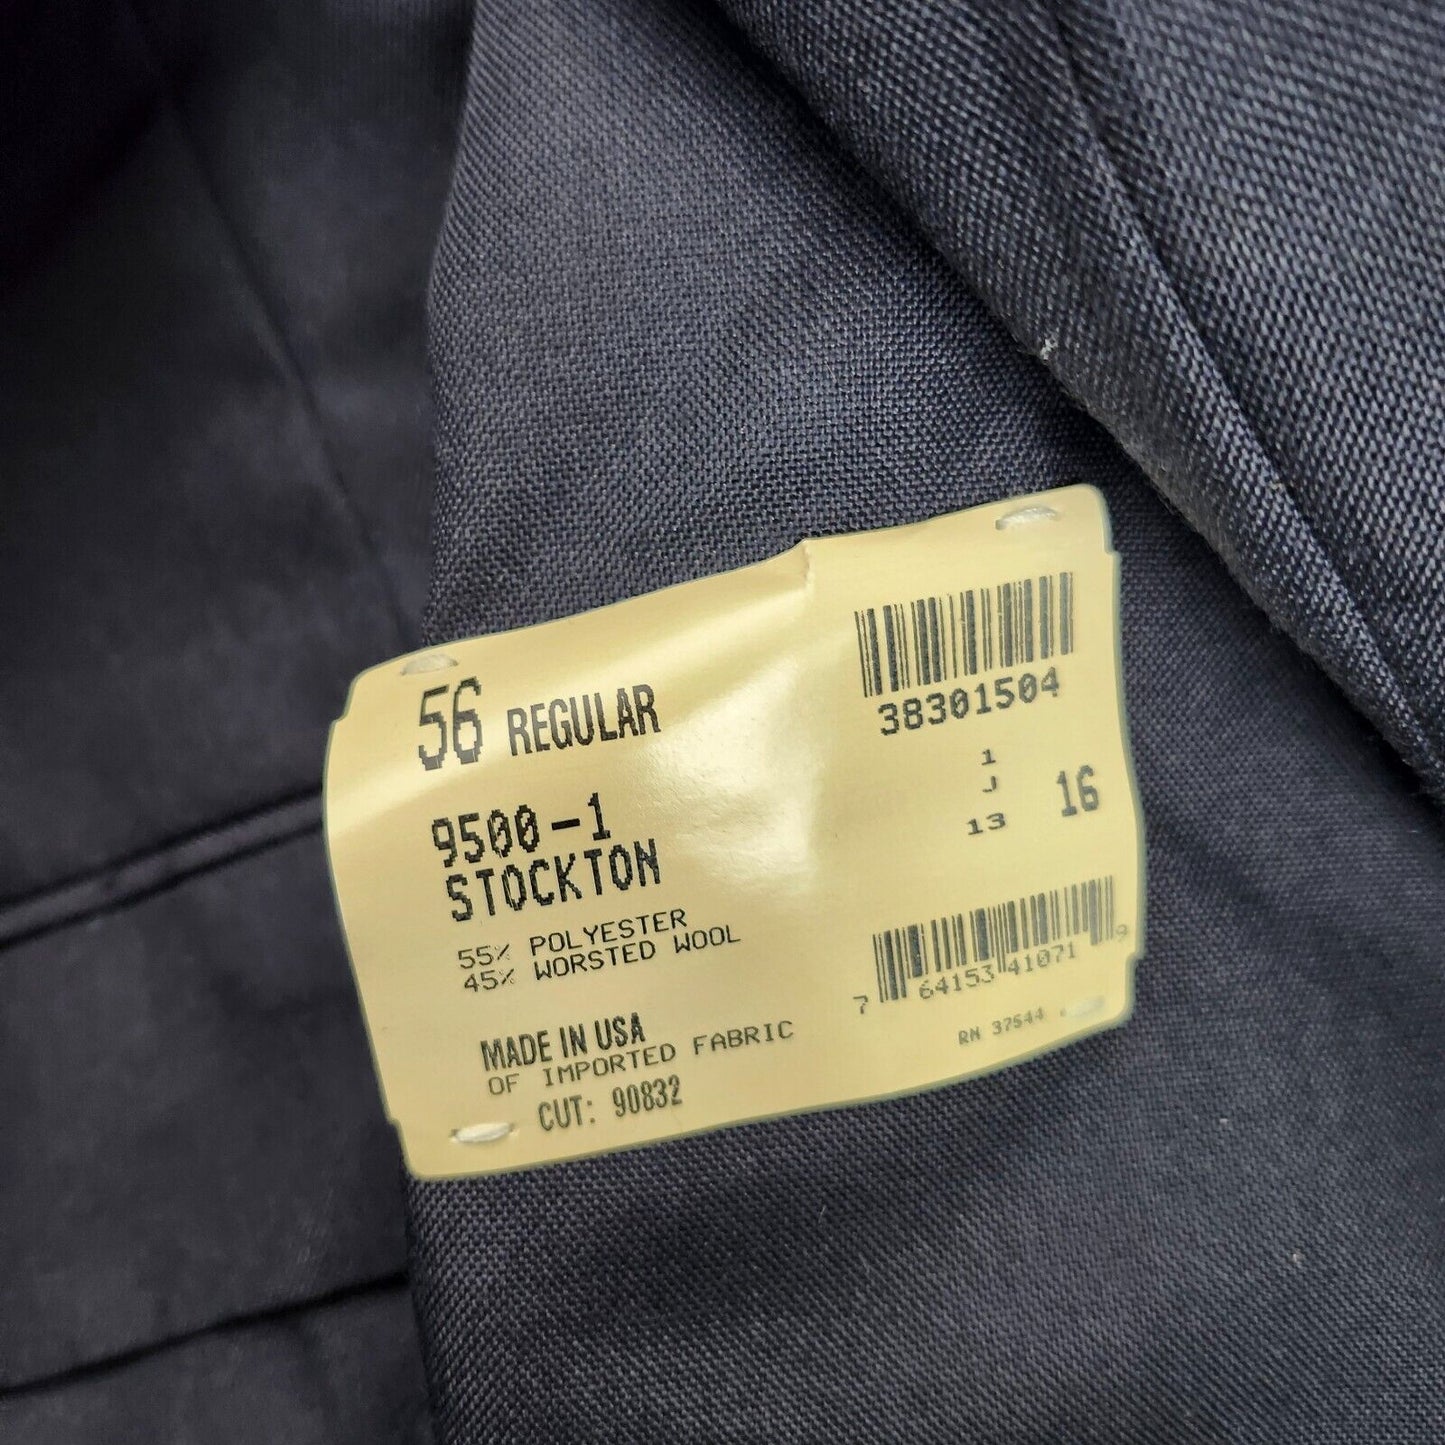 56 REGULAR
38301504
1
J
13
16
9500-1
STOCKTON
55% POLYESTER
45% WORSTED WOOL
7 64153 41071 9
MADE IN USA
OF IMPORTED FABRIC
CUT: 90832
RN 37544